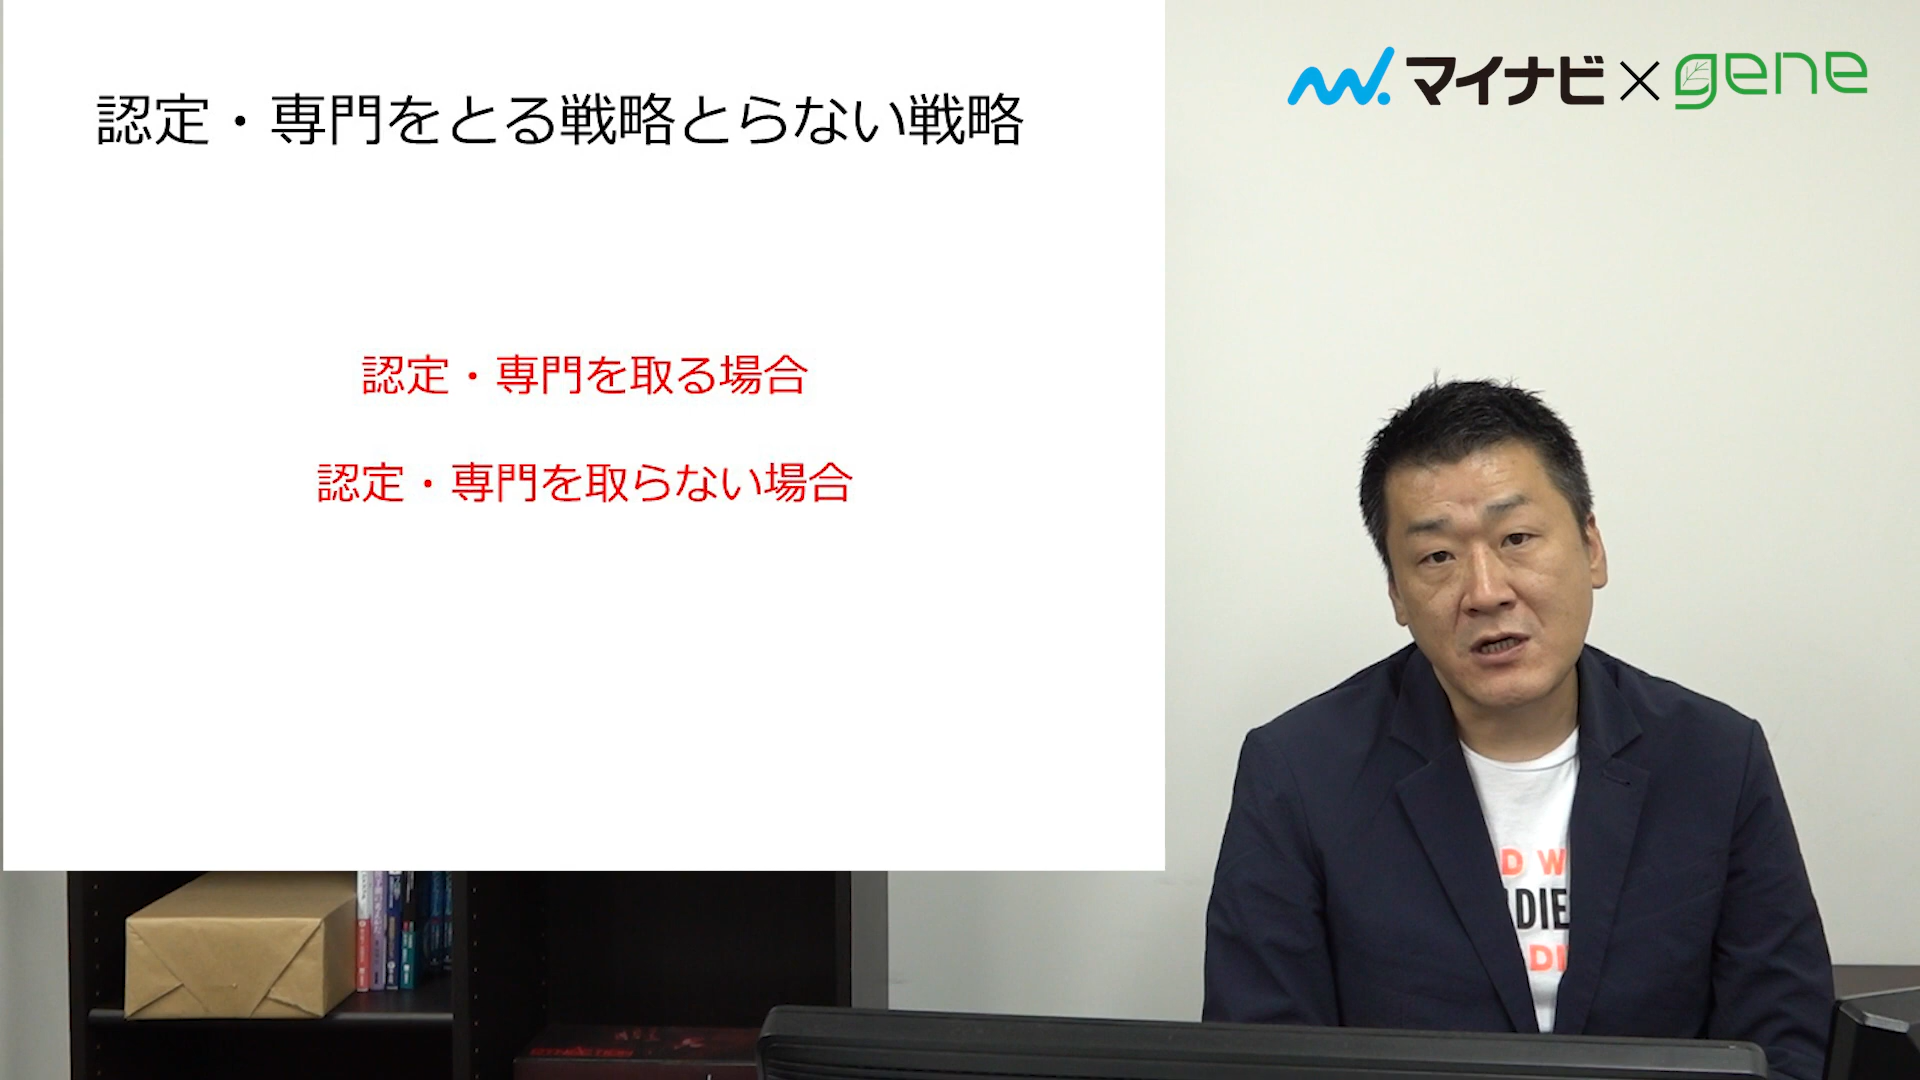 認定・専門をとる戦略とらない戦略
認定・専門を取る場合
認定・専門を取らない場合
マイナビ×gene
D W
DIE
DI